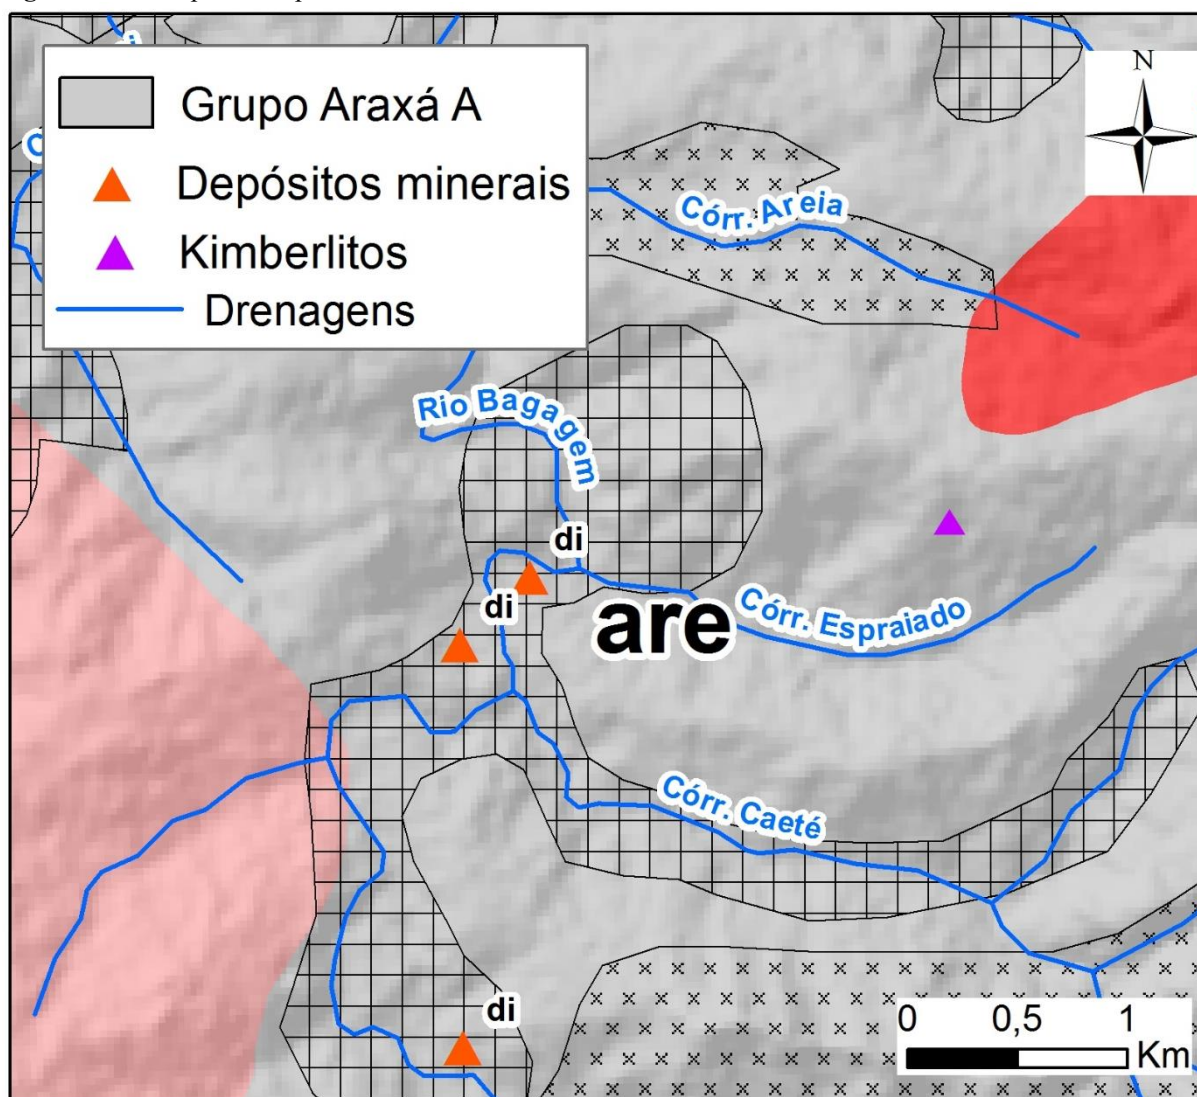 Grupo Araxá A
Depósitos minerais
Kimberlitos
Drenagens
N
Córr. Areia
Rio Bagagem
di
di
are
Córr. Espraiado
Córr. Caeté
di
0 0,5 1
Km